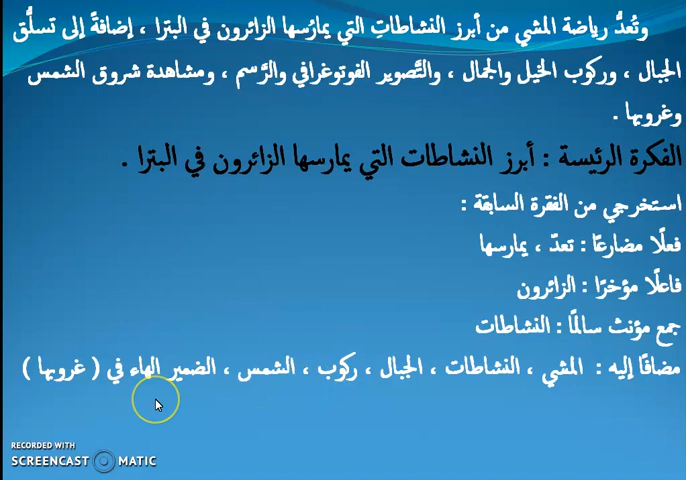 وتُعدُّ رياضة المشي من أبرز النشاطاتِ التي يمارُسها الزائرون في البترا ، إضافةً إلى تسلُّق
الجبال ، وركوب الخيل والجمال ، والتَّصوير الفوتوغرافي والرَّسم ، ومشاهدة شروق الشمس
وغروبها .
الفكرة الرئيسة : أبرز النشاطات التي يمارسها الزائرون في البترا .
استخرجي من الفقرة السابقة :
فعلًا مضارعًا : تعدّ ، يمارسها
فاعلًا مؤخرًا : الزائرون
جمع مؤنث سالمًا : النشاطات
مضافًا إليه : المشي ، النشاطات ، الجبال ، ركوب ، الشمس ، الضمير الهاء في ( غروبها )
RECORDED WITH
SCREENCAST MATIC